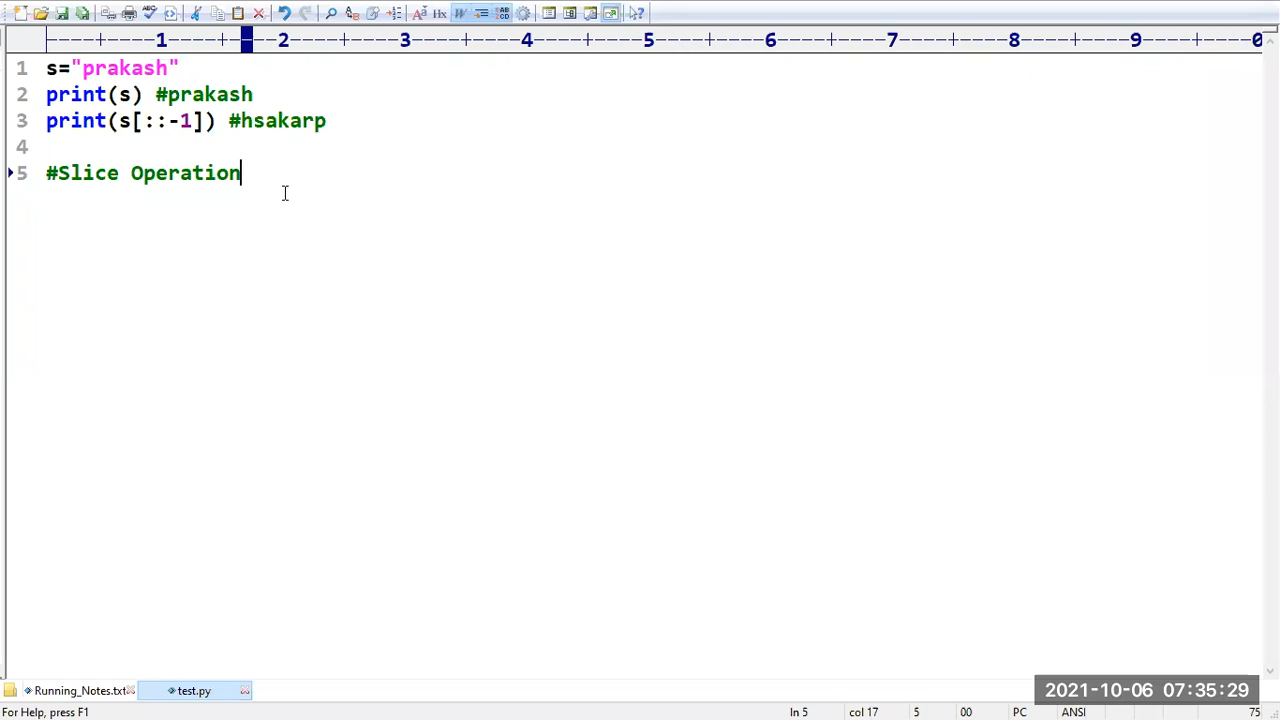 ----+----1----+----2----+----3----+----4----+----5----+----6----+----7----+----8----+----9----+----0
1 s="prakash"
2 print(s) #prakash
3 print(s[::-1]) #hsakarp
4
5 #Slice Operation
Running_Notes.txt test.py
2021-10-06 07:35:29
For Help, press F1 ln 5 col 17 5 00 PC ANSI 75